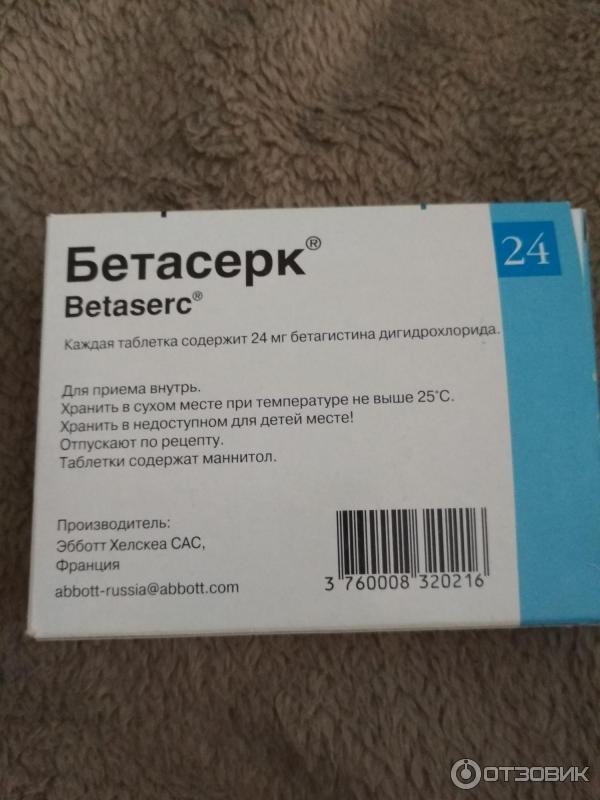 Бетасерк®
24
Betaserc®
Каждая таблетка содержит 24 мг бетагистина дигидрохлорида.
Для приема внутрь.
Хранить в сухом месте при температуре не выше 25°C.
Хранить в недоступном для детей месте!
Отпускают по рецепту.
Таблетки содержат маннитол.
Производитель:
Эбботт Хелскеа САС,
Франция
abbott-russia@abbott.com
3 760008 320216
ОТЗОВИК